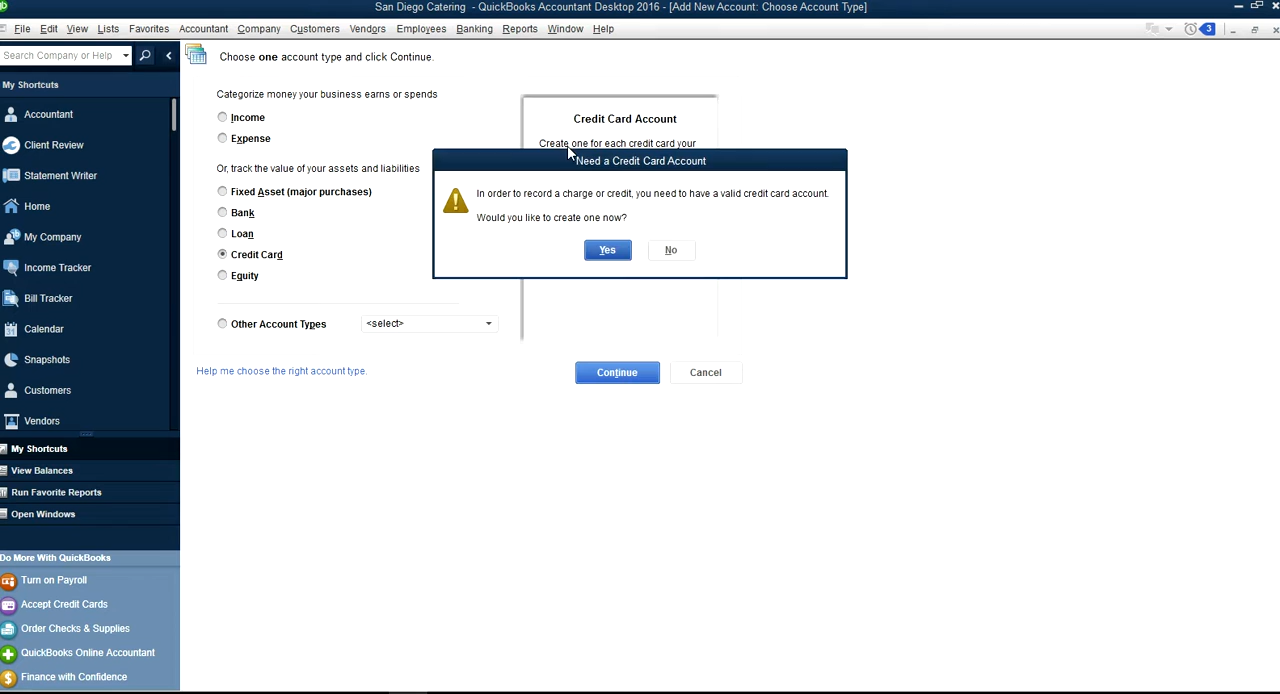 San Diego Catering - QuickBooks Accountant Desktop 2016 - [Add New Account: Choose Account Type]
File Edit View Lists Favorites Accountant Company Customers Vendors Employees Banking Reports Window Help
3
Search Company or Help
My Shortcuts
Accountant
Client Review
Statement Writer
Home
My Company
Income Tracker
Bill Tracker
Calendar
Snapshots
Customers
Vendors
My Shortcuts
View Balances
Run Favorite Reports
Open Windows
Do More With QuickBooks
Turn on Payroll
Accept Credit Cards
Order Checks & Supplies
QuickBooks Online Accountant
Finance with Confidence
Choose one account type and click Continue.
Categorize money your business earns or spends
Income
Expense
Or, track the value of your assets and liabilities
Fixed Asset (major purchases)
Bank
Loan
Credit Card
Equity
Other Account Types <select>
Help me choose the right account type.
Credit Card Account
Create one for each credit card your
Need a Credit Card Account
In order to record a charge or credit, you need to have a valid credit card account.
Would you like to create one now?
Yes No
Continue Cancel